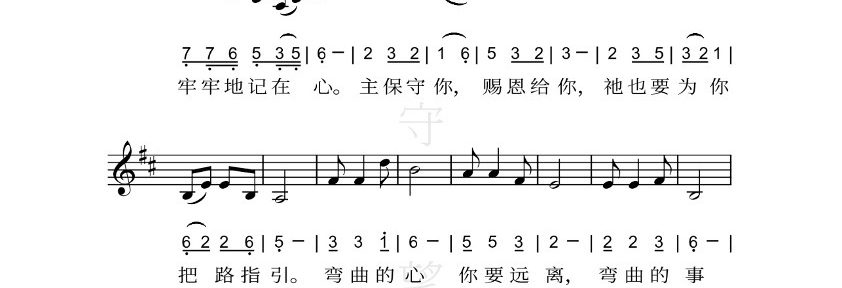 7 7 6 5 3 5 | 6 – | 2 3 2 | 1 6 | 5 3 2 | 3 – | 2 3 5 | 3 2 1 |
牢牢地记在心。主保守你，赐恩给你，祂也要为你
守
6 2 2 6 | 5 – | 3 3 1 | 6 – | 5 5 3 | 2 – | 2 2 3 | 6 – |
把路指引。弯曲的心你要远离，弯曲的事
望